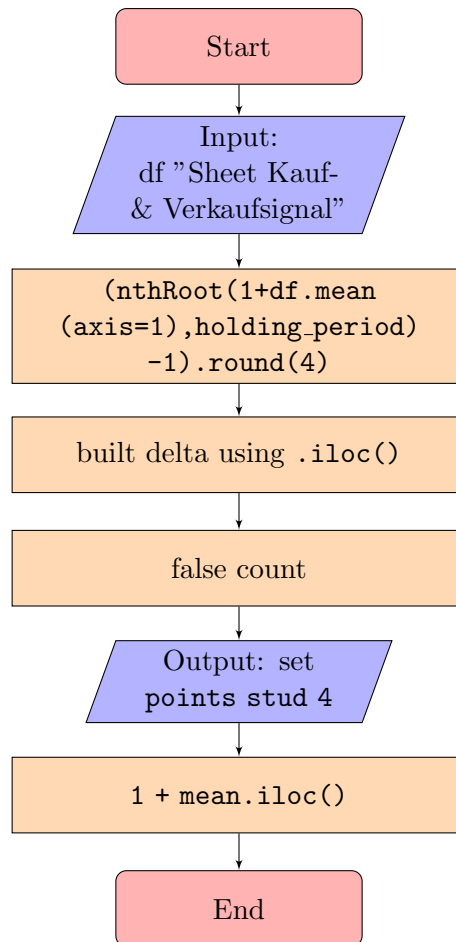 Start
Input:
df "Sheet Kauf-
& Verkaufsignal"
(nthRoot(1+df.mean
(axis=1),holding_period)
-1).round(4)
built delta using .iloc()
false count
Output: set
points stud 4
1 + mean.iloc()
End